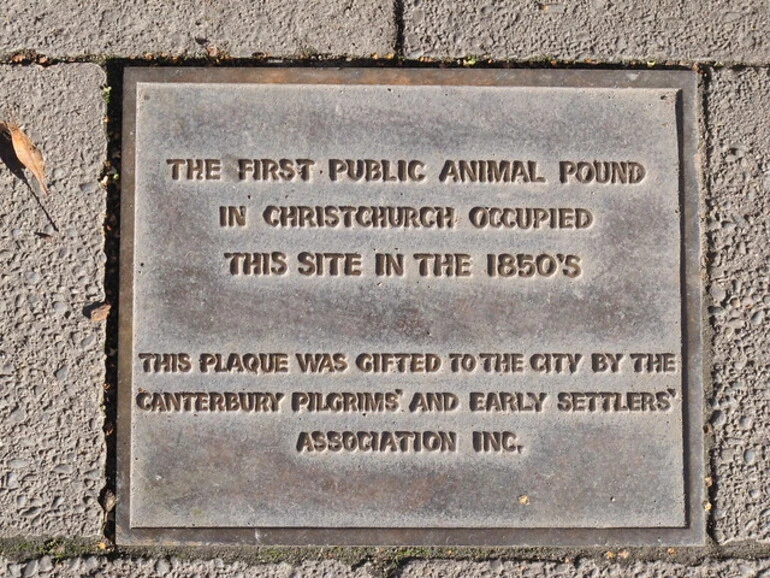 THE FIRST PUBLIC ANIMAL POUND
IN CHRISTCHURCH OCCUPIED
THIS SITE IN THE 1850'S
THIS PLAQUE WAS GIFTED TO THE CITY BY THE
CANTERBURY PILGRIMS' AND EARLY SETTLERS'
ASSOCIATION INC.